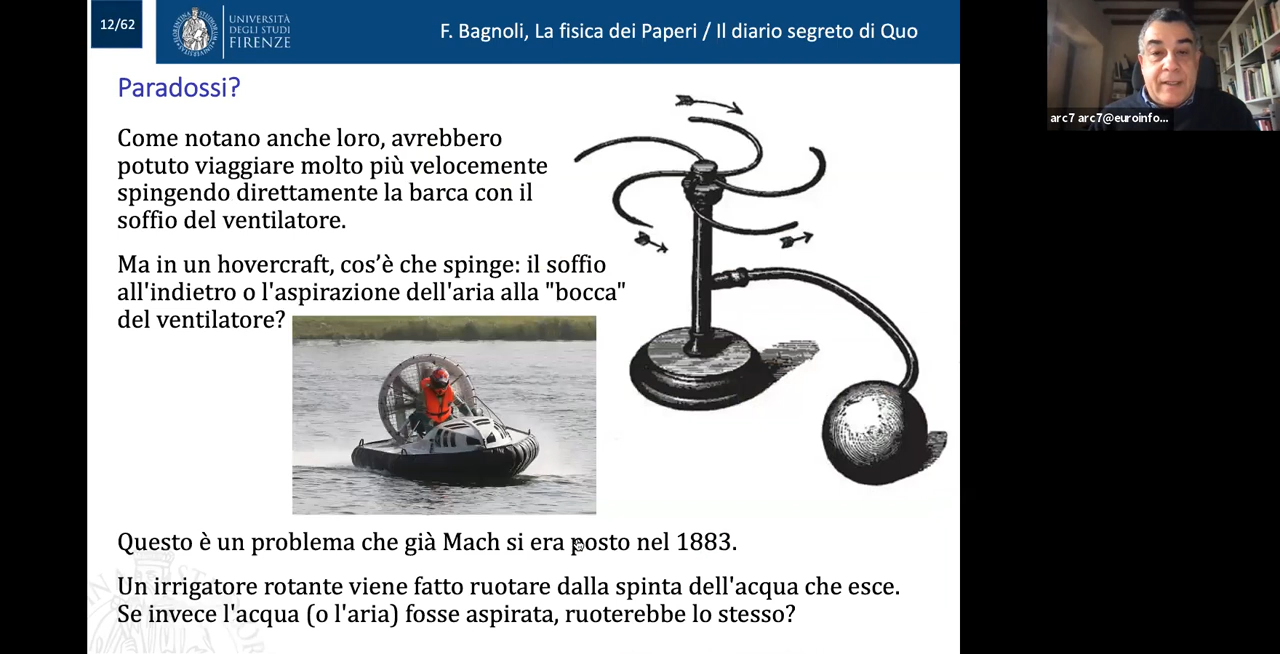 12/62
UNIVERSITÀ
DEGLI STUDI
FIRENZE
F. Bagnoli, La fisica dei Paperi / Il diario segreto di Quo
Paradossi?
Come notano anche loro, avrebbero
potuto viaggiare molto più velocemente
spingendo direttamente la barca con il
soffio del ventilatore.
Ma in un hovercraft, cos’è che spinge: il soffio
all'indietro o l'aspirazione dell'aria alla "bocca"
del ventilatore?
Questo è un problema che già Mach si era posto nel 1883.
Un irrigatore rotante viene fatto ruotare dalla spinta dell'acqua che esce.
Se invece l'acqua (o l'aria) fosse aspirata, ruoterebbe lo stesso?
arc7 arc7@euroinfo...